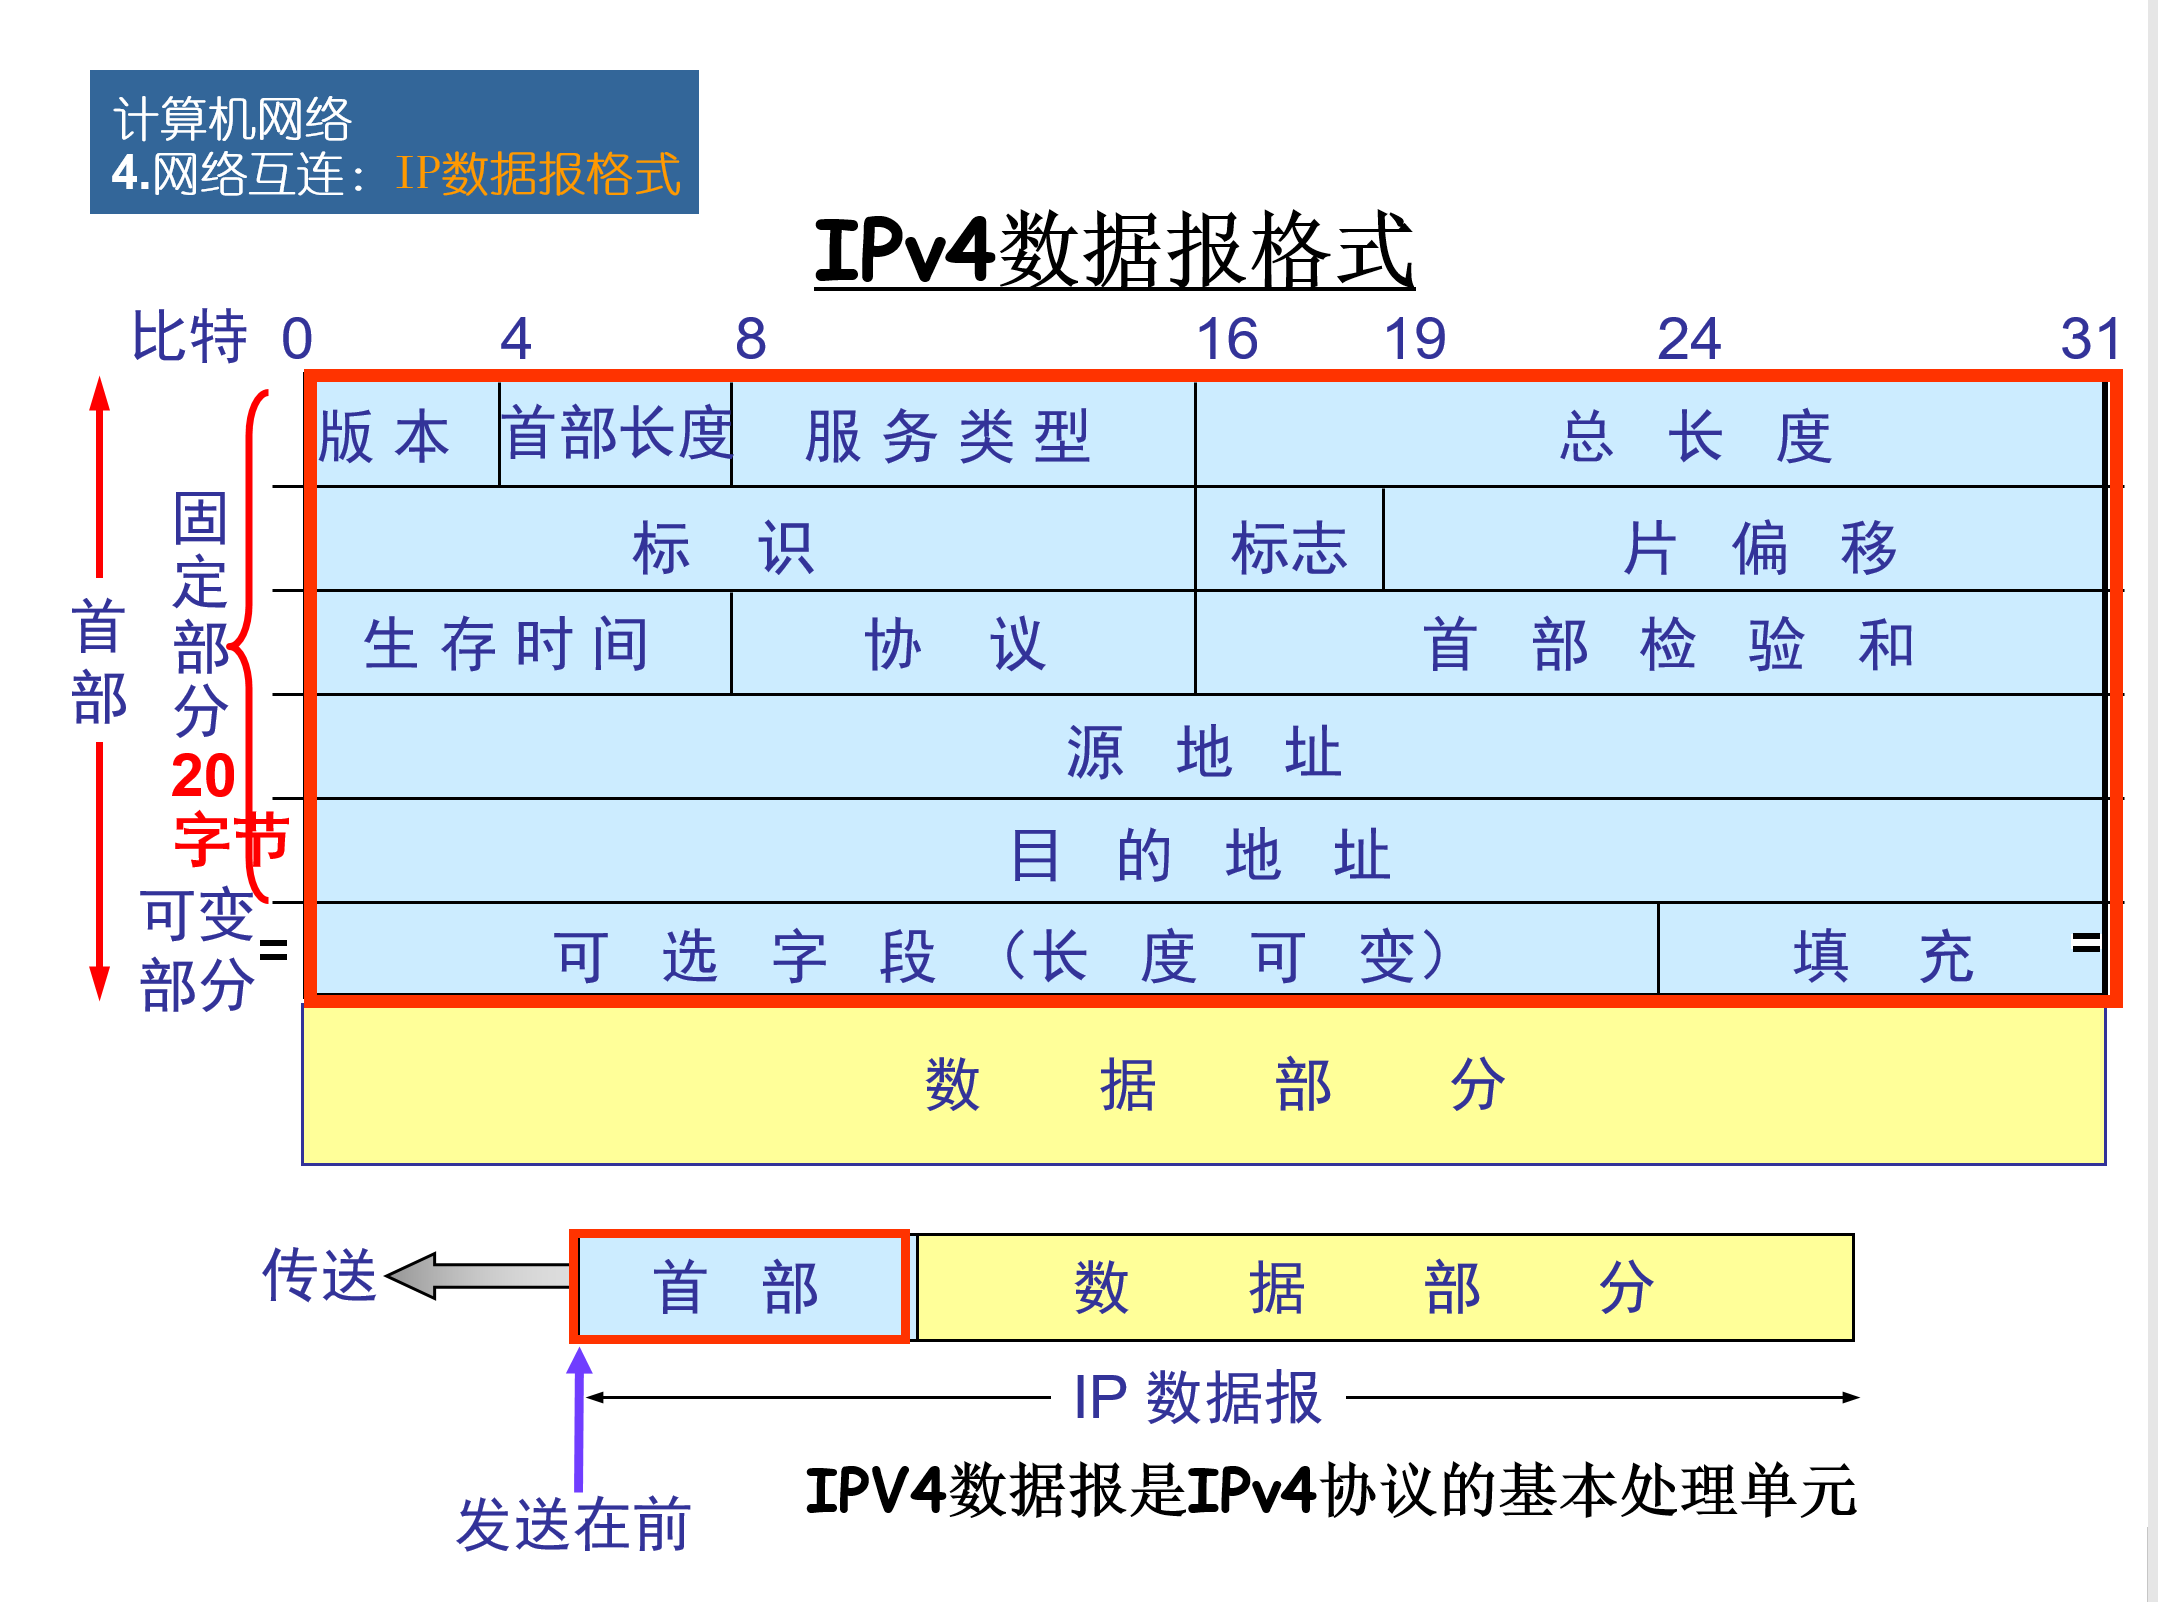 计算机网络
4.网络互连：IP数据报格式
IPv4数据报格式
比特 0 4 8 16 19 24 31
版本 首部长度 服务类型 总长度
标识 标志 片偏移
生存时间 协议 首部检验和
源地址
目的地址
可选字段（长度可变） 填充
首部
固定部分
20
字节
可变
部分
=
=
数据部分
传送 首部 数据部分
IP 数据报
IPV4数据报是IPv4协议的基本处理单元
发送在前